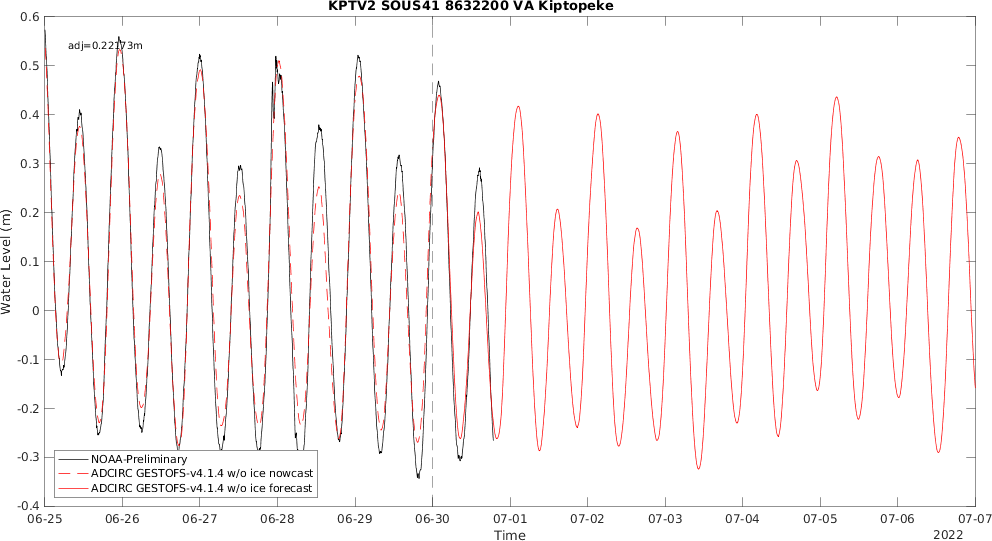 KPTV2 SOUS41 8632200 VA Kiptopeke
adj=0.22173m
Water Level (m)
0.6
0.5
0.4
0.3
0.2
0.1
0
-0.1
-0.2
-0.3
-0.4
NOAA-Preliminary
ADCIRC GESTOFS-v4.1.4 w/o ice nowcast
ADCIRC GESTOFS-v4.1.4 w/o ice forecast
06-25 06-26 06-27 06-28 06-29 06-30 07-01 07-02 07-03 07-04 07-05 07-06 07-07
Time
2022